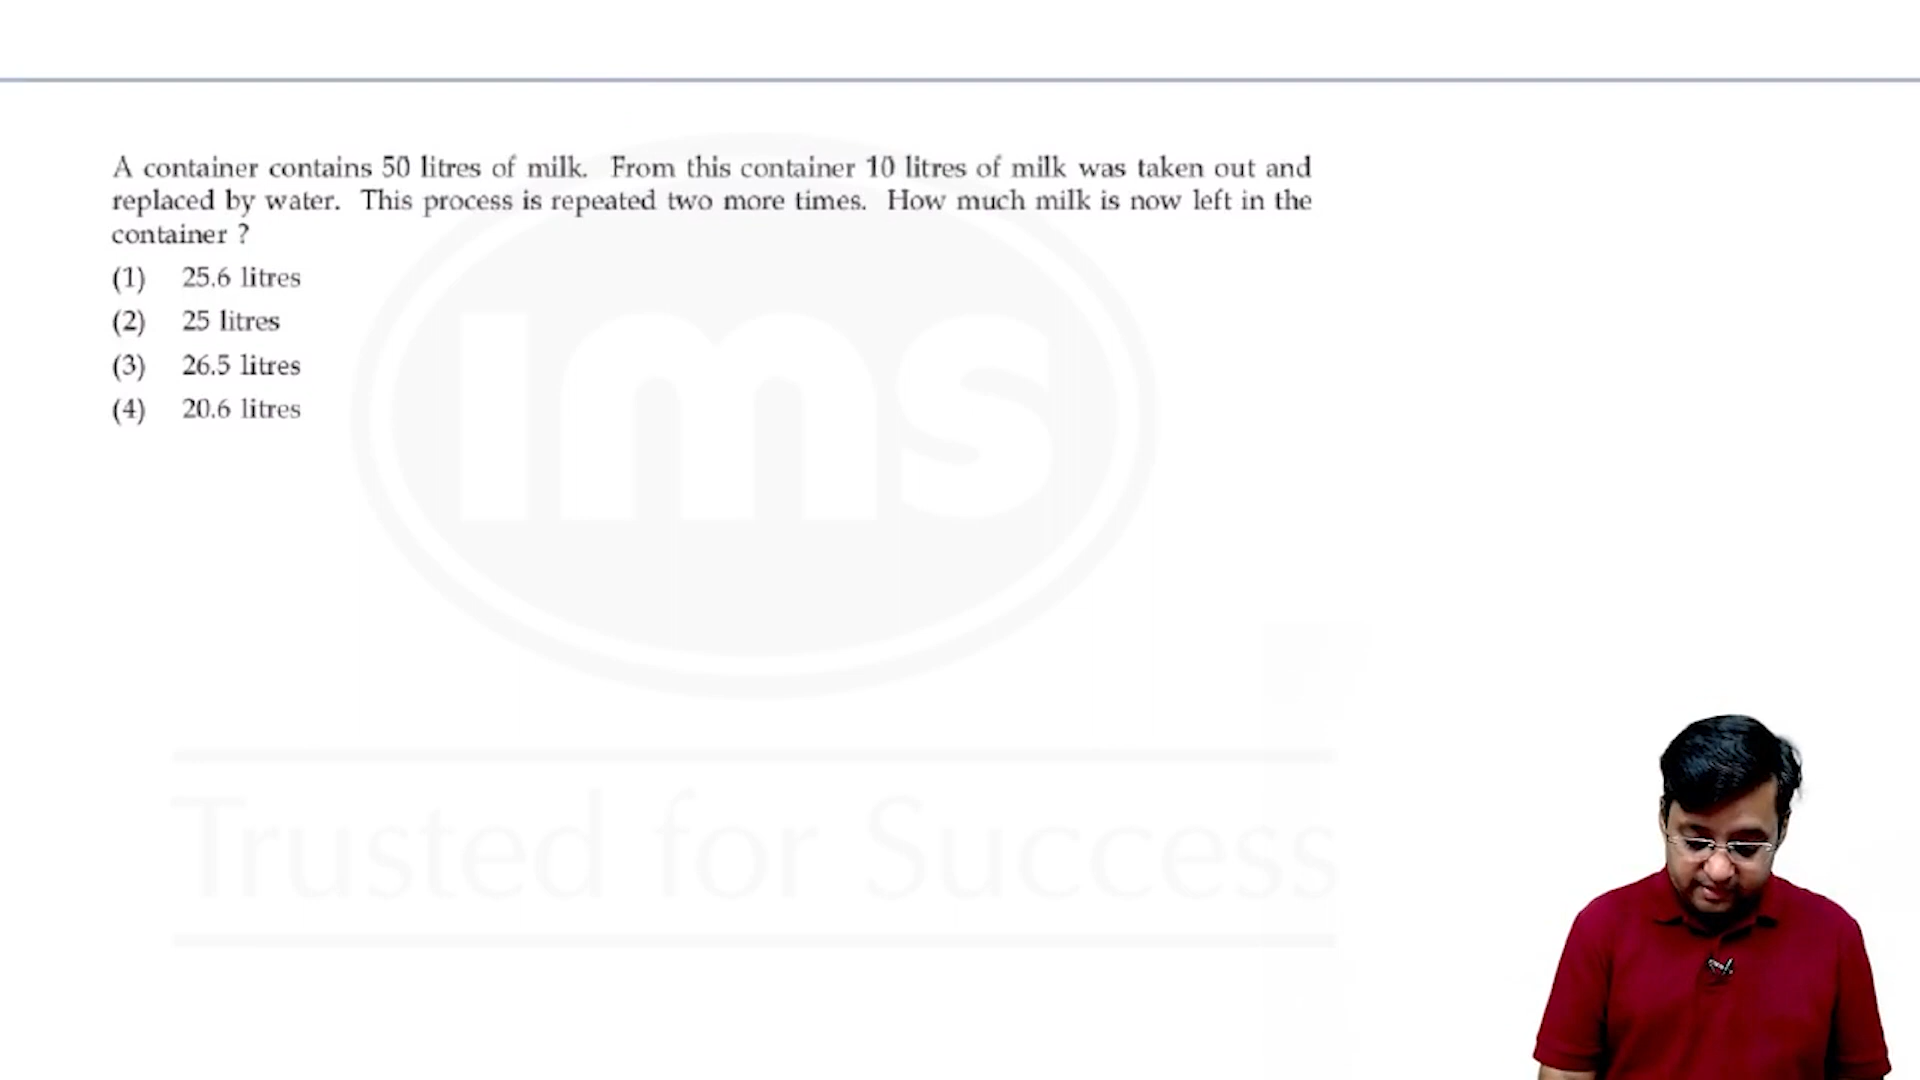 A container contains 50 litres of milk. From this container 10 litres of milk was taken out and
replaced by water. This process is repeated two more times. How much milk is now left in the
container ?
(1) 25.6 litres
(2) 25 litres
(3) 26.5 litres
(4) 20.6 litres
ims
Trusted for Success